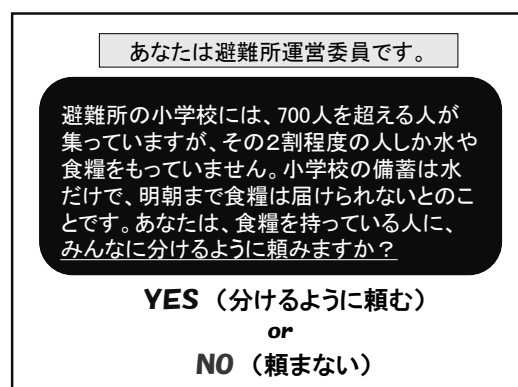 あなたは避難所運営委員です。
避難所の小学校には、700人を超える人が
集っていますが、その２割程度の人しか水や
食糧をもっていません。小学校の備蓄は水
だけで、明朝まで食糧は届けられないとのこ
とです。あなたは、食糧を持っている人に、
みんなに分けるように頼みますか？
YES （分けるように頼む）
or
NO （頼まない）